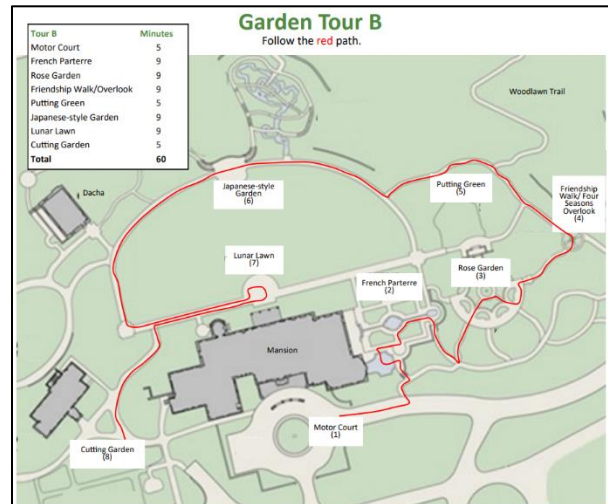 Garden Tour B
Follow the red path.
Tour B Minutes
Motor Court 5
French Parterre 9
Rose Garden 9
Friendship Walk/Overlook 9
Putting Green 5
Japanese-style Garden 9
Lunar Lawn 9
Cutting Garden 5
Total 60
Woodlawn Trail
Dacha
Japanese-style
Garden
(6)
Putting Green
(5)
Friendship
Walk/ Four
Seasons
Overlook
(4)
Lunar Lawn
(7)
Rose Garden
(3)
French Parterre
(2)
Mansion
Motor Court
(1)
Cutting Garden
(8)